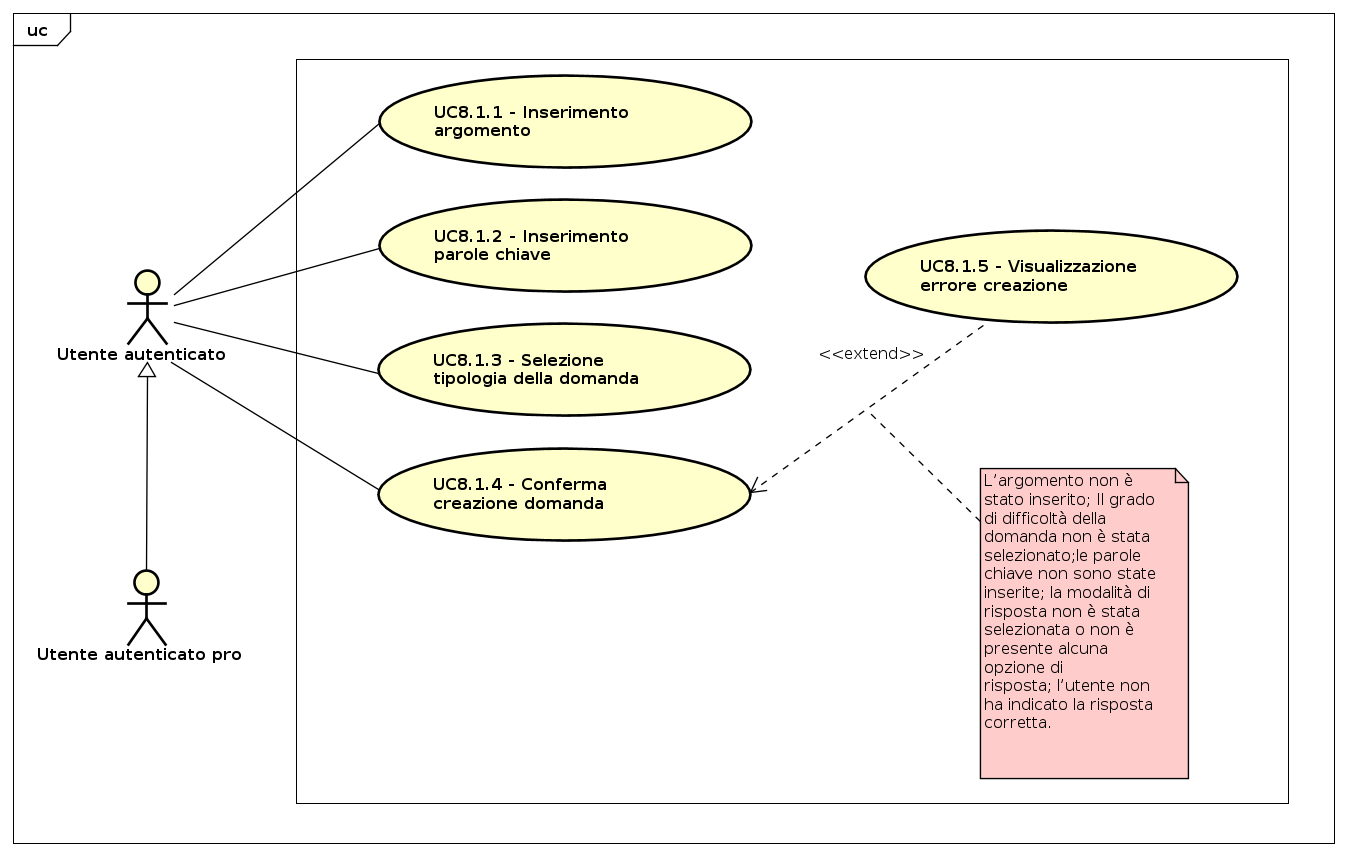 uc
UC8.1.1 - Inserimento
argomento
UC8.1.2 - Inserimento
parole chiave
UC8.1.5 - Visualizzazione
errore creazione
Utente autenticato
<<extend>>
UC8.1.3 - Selezione
tipologia della domanda
UC8.1.4 - Conferma
creazione domanda
L'argomento non è
stato inserito; Il grado
di difficoltà della
domanda non è stata
selezionato;le parole
chiave non sono state
inserite; la modalità di
risposta non è stata
selezionata o non è
presente alcuna
opzione di
risposta; l'utente non
ha indicato la risposta
corretta.
Utente autenticato pro